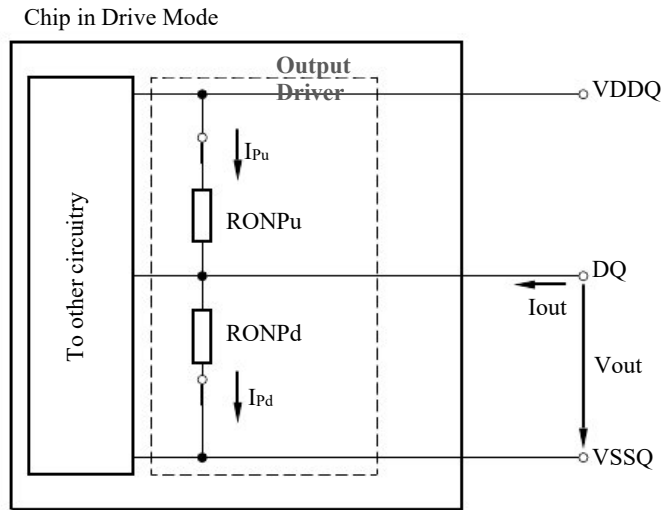 Chip in Drive Mode
Output
Driver
VDDQ
IPu
RONPu
To other circuitry
DQ
Iout
RONPd
Vout
IPd
VSSQ